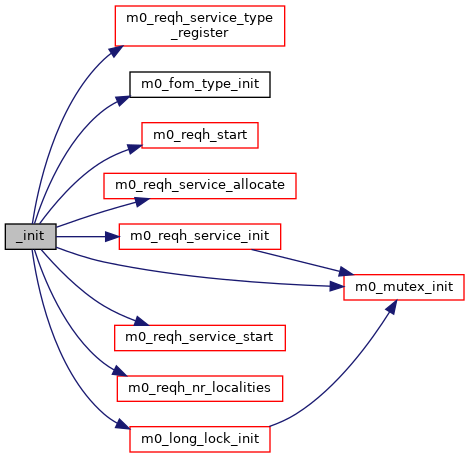 m0_reqh_service_type
_register
m0_fom_type_init
m0_reqh_start
m0_reqh_service_allocate
_init
m0_reqh_service_init
m0_mutex_init
m0_reqh_service_start
m0_reqh_nr_localities
m0_long_lock_init